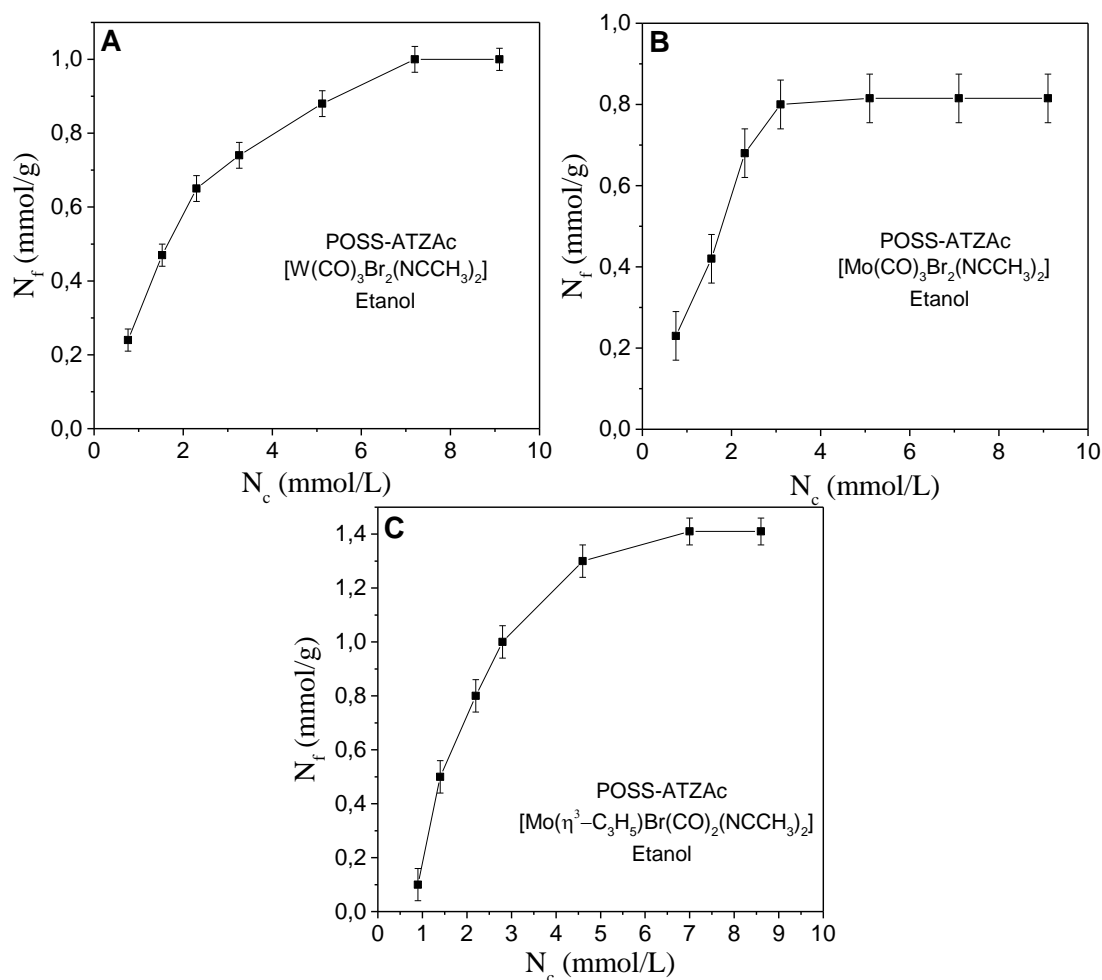 A
1,0
0,8
0,6
0,4
0,2
0,0
N_f (mmol/g)
POSS-ATZAc
[W(CO)₃Br₂(NCCH₃)₂]
Etanol
0 2 4 6 8 10
N_c (mmol/L)
B
1,0
0,8
0,6
0,4
0,2
0,0
N_f (mmol/g)
POSS-ATZAc
[Mo(CO)₃Br₂(NCCH₃)₂]
Etanol
0 2 4 6 8 10
N_c (mmol/L)
C
1,4
1,2
1,0
0,8
0,6
0,4
0,2
0,0
N_f (mmol/g)
POSS-ATZAc
[Mo(η³–C₃H₅)Br(CO)₂(NCCH₃)₂]
Etanol
0 1 2 3 4 5 6 7 8 9 10
N_c (mmol/L)